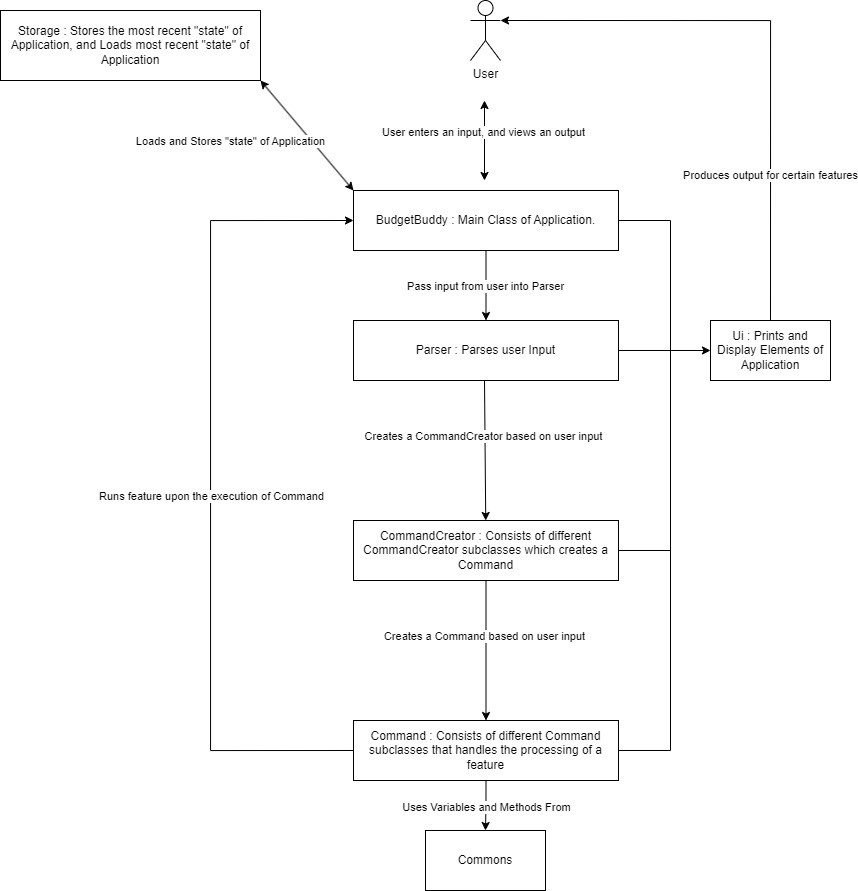 Storage : Stores the most recent "state" of
Application, and Loads most recent "state" of
Application
User
User enters an input, and views an output
Loads and Stores "state" of Application
Produces output for certain features
BudgetBuddy : Main Class of Application.
Pass input from user into Parser
Parser : Parses user Input
Ui : Prints and
Display Elements of
Application
Creates a CommandCreator based on user input
Runs feature upon the execution of Command
CommandCreator : Consists of different
CommandCreator subclasses which creates a
Command
Creates a Command based on user input
Command : Consists of different Command
subclasses that handles the processing of a
feature
Uses Variables and Methods From
Commons